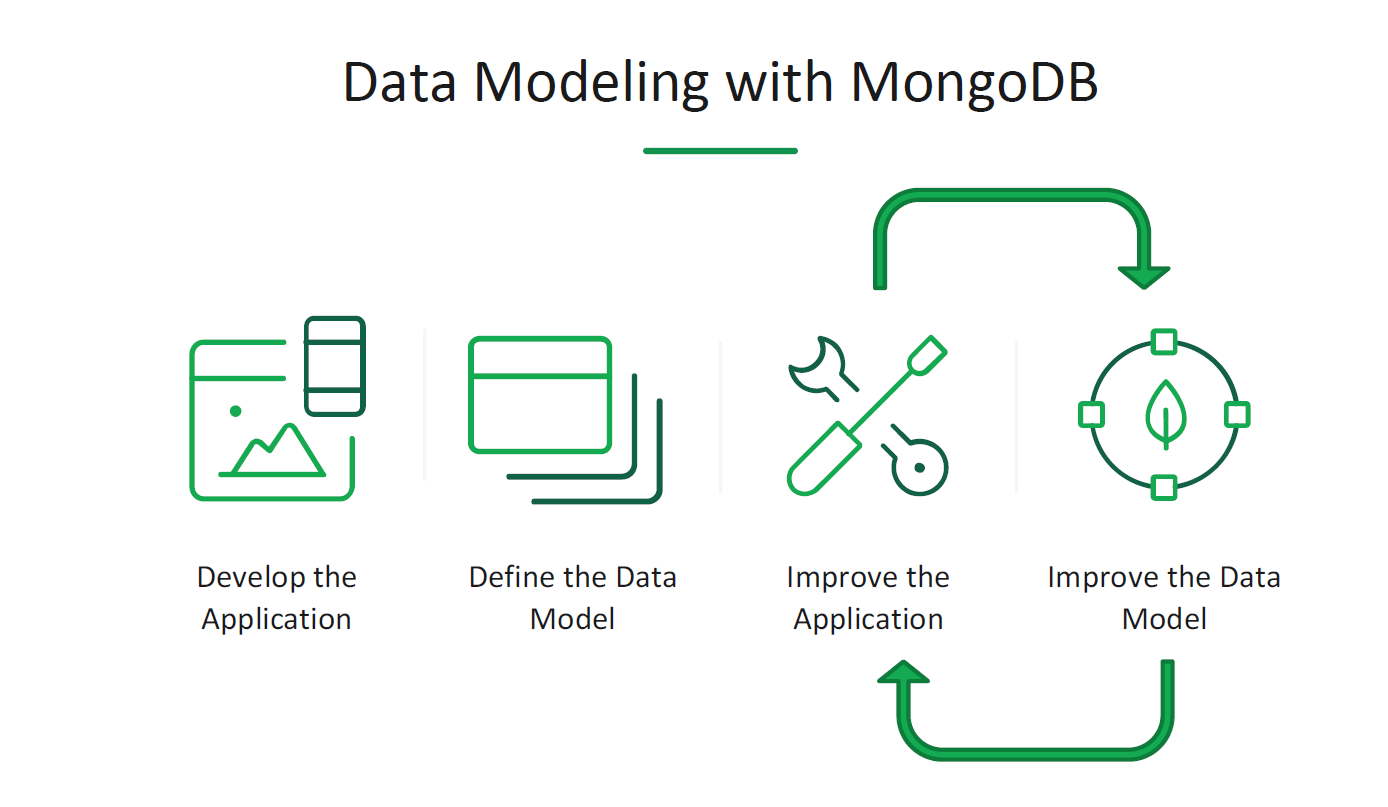 Data Modeling with MongoDB
Develop the
Application
Define the Data
Model
Improve the
Application
Improve the Data
Model